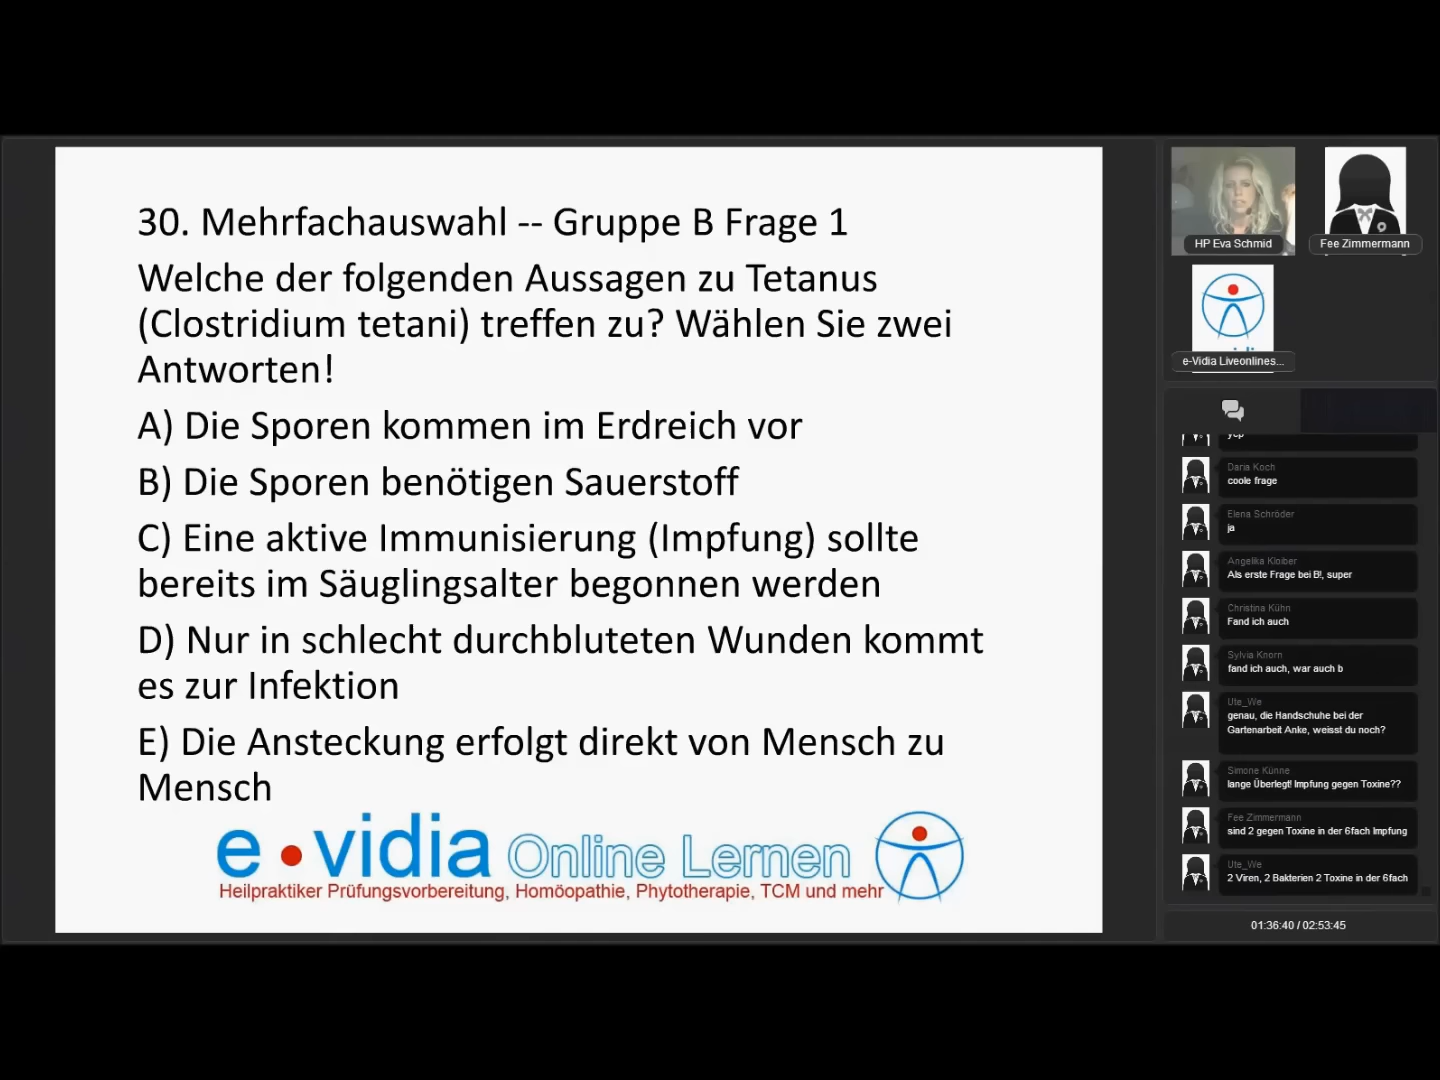 30. Mehrfachauswahl -- Gruppe B Frage 1
Welche der folgenden Aussagen zu Tetanus
(Clostridium tetani) treffen zu? Wählen Sie zwei
Antworten!
A) Die Sporen kommen im Erdreich vor
B) Die Sporen benötigen Sauerstoff
C) Eine aktive Immunisierung (Impfung) sollte
bereits im Säuglingsalter begonnen werden
D) Nur in schlecht durchbluteten Wunden kommt
es zur Infektion
E) Die Ansteckung erfolgt direkt von Mensch zu
Mensch
e vidia Online Lernen
Heilpraktiker Prüfungsvorbereitung, Homöopathie, Phytotherapie, TCM und mehr
HP Eva Schmid
Fee Zimmermann
e-Vidia Liveonlines...
Daria Koch
coole frage
Elena Schröder
ja
Angelika Kloiber
Als erste Frage bei B!, super
Christina Kühn
Fand ich auch
Sylvia Knorn
fand ich auch, war auch b
Ute_We
genau, die Handschuhe bei der
Gartenarbeit Anke, weisst du noch?
Simone Künne
lange Überlegt! Impfung gegen Toxine??
Fee Zimmermann
sind 2 gegen Toxine in der 6fach Impfung
Ute_We
2 Viren, 2 Bakterien 2 Toxine in der 6fach
01:36:40 / 02:53:45